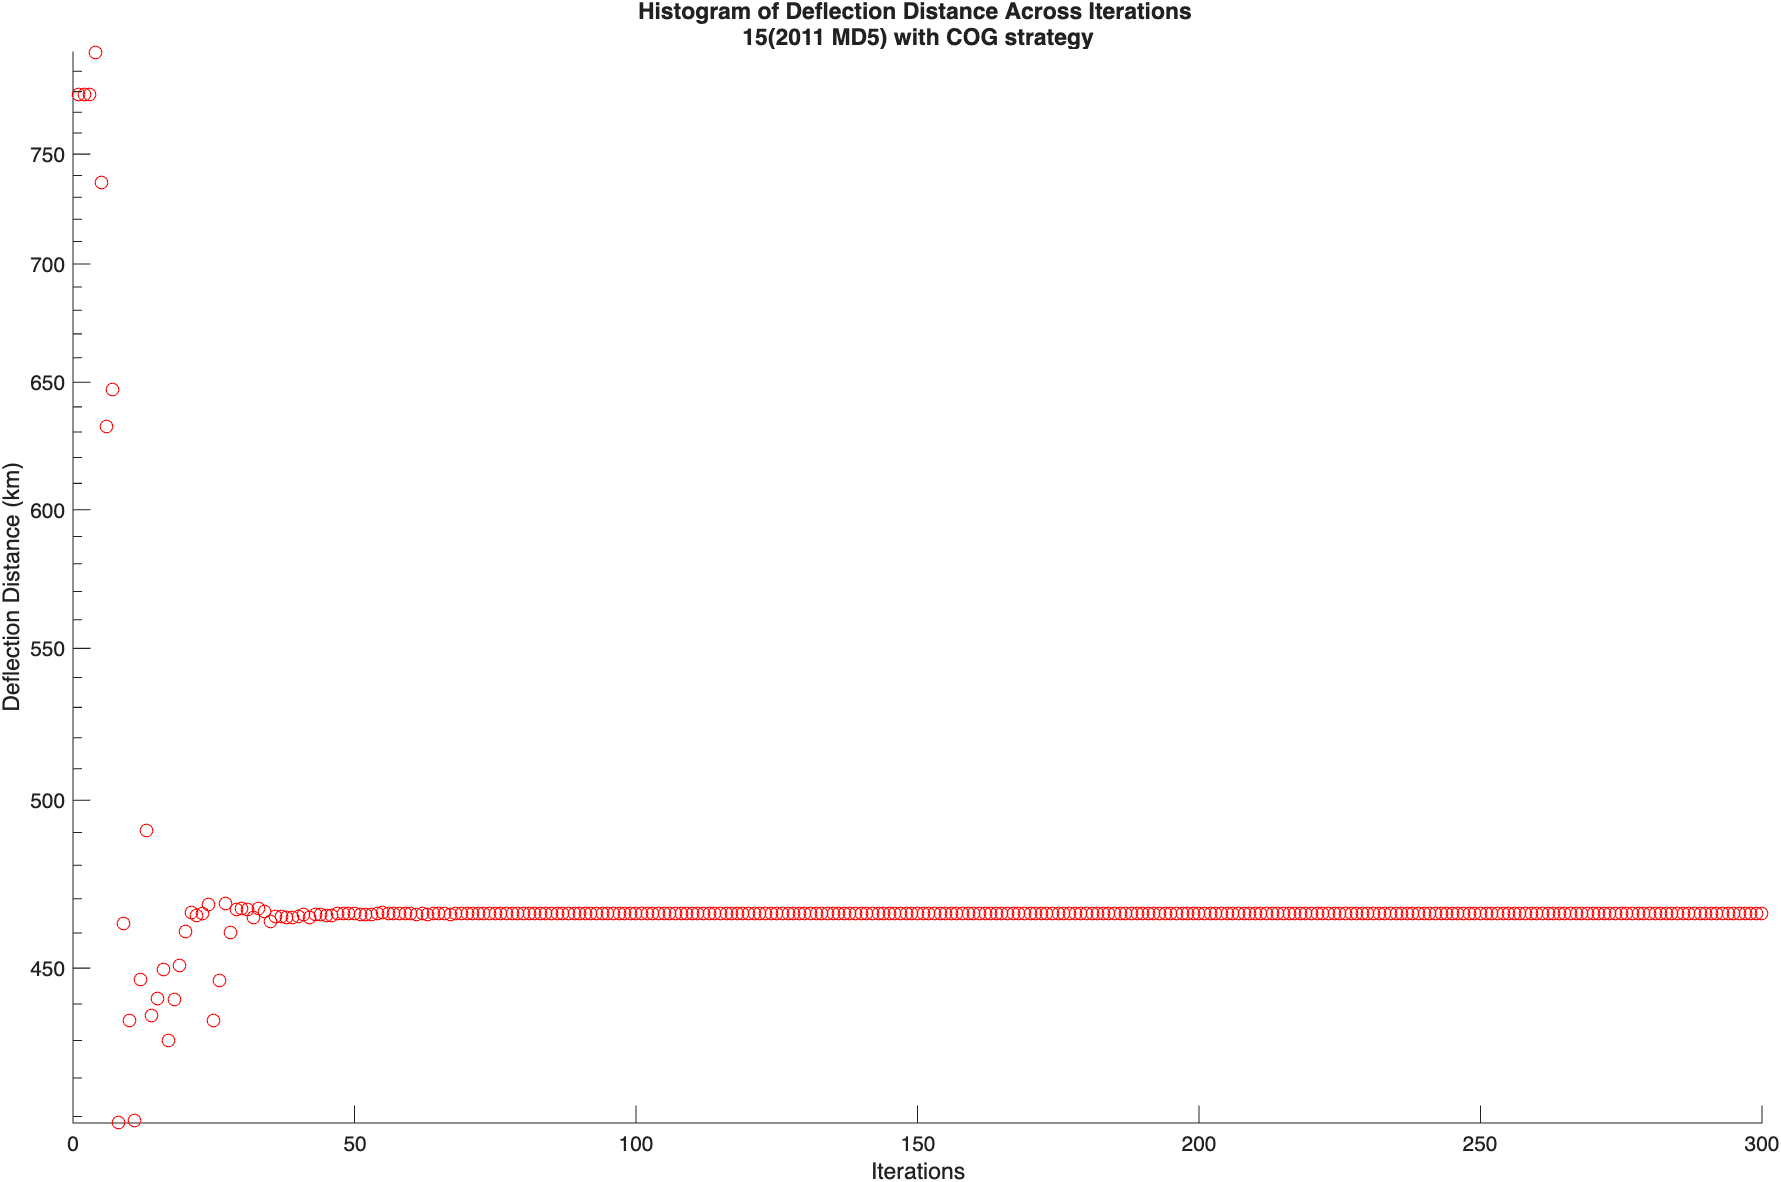 Histogram of Deflection Distance Across Iterations
15(2011 MD5) with COG strategy
Deflection Distance (km)
750
700
650
600
550
500
450
0 50 100 150 200 250 300
Iterations